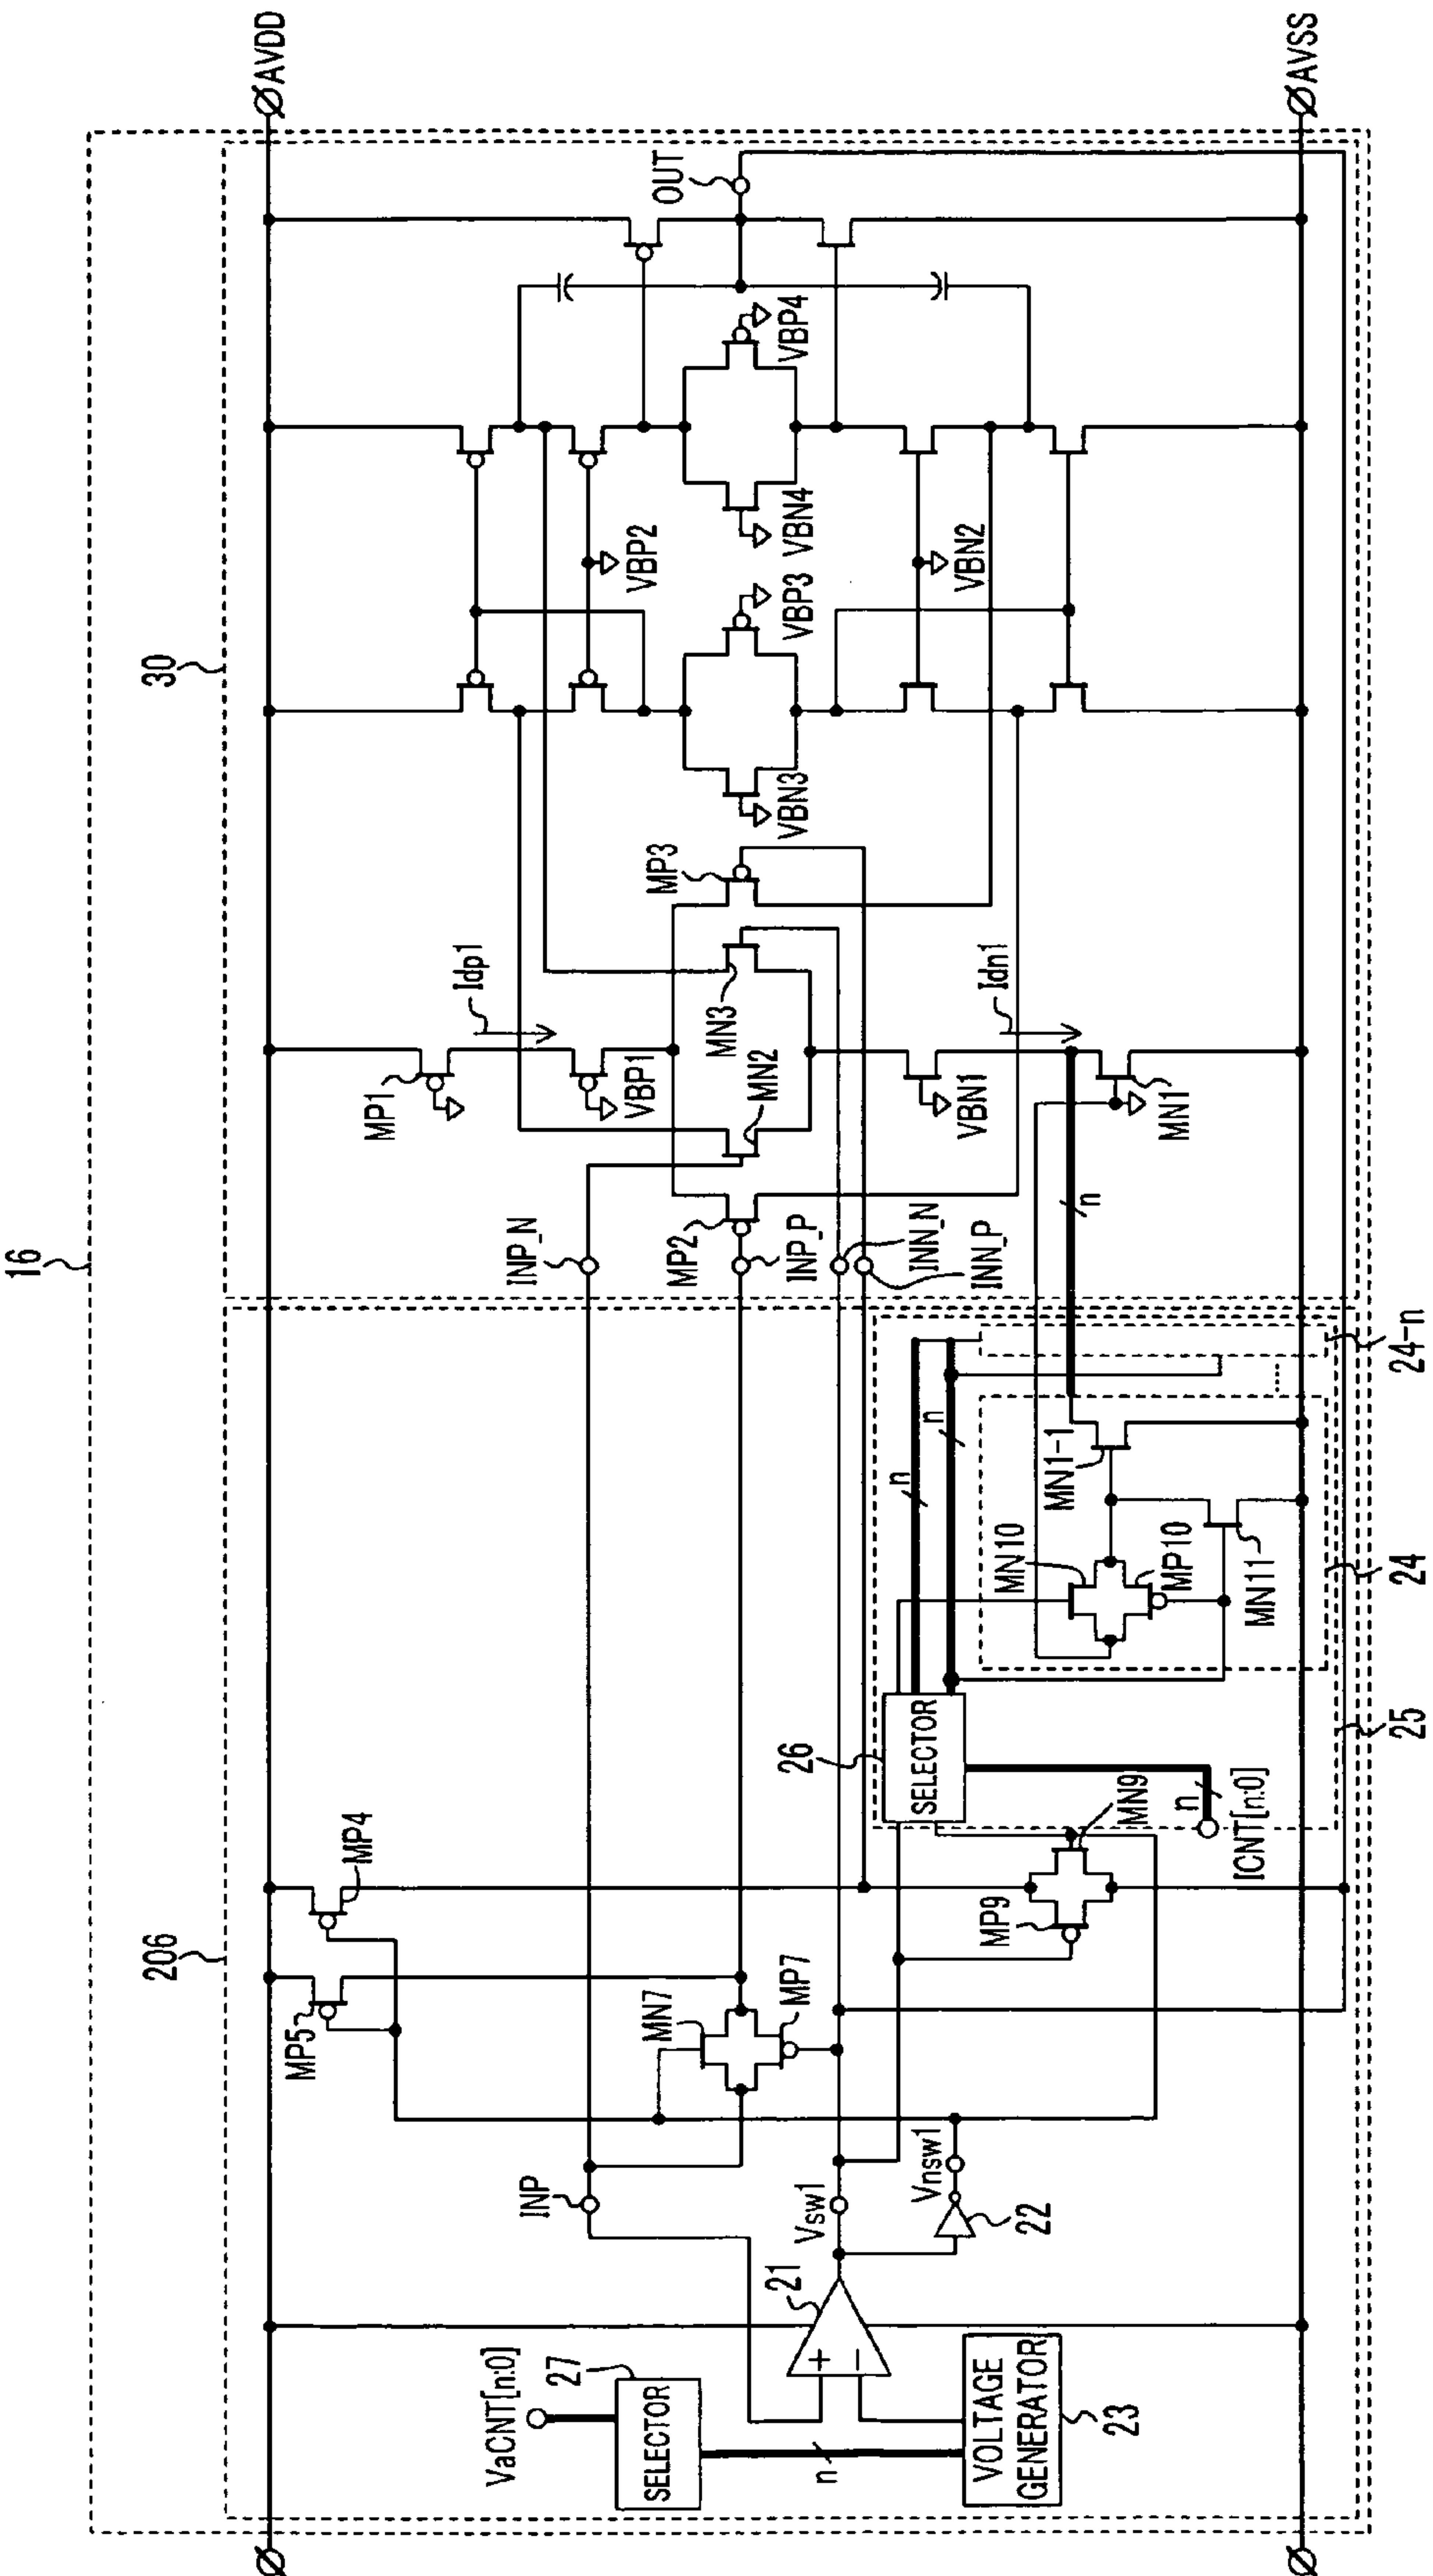 16
AVDD
AVSS
206
30
OUT
MP1
Idp1
VBP1
VBP2
MP4
MP5
INP_N
MP2
INP_P
MN2
MN3
MP3
VBN3
VBP3
VBN4
VBP4
INN_N
INN_P
VBN1
Idn1
MN1
VBN2
n
INP
MN7
MP7
VaCNT[n:0]
27
SELECTOR
n
VOLTAGE
GENERATOR
23
21
+
−
Vsw1
Vnsw1
22
MP9
MN9
26
SELECTOR
n
ICNT[n:0]
n
n
MN10
MP10
MN11
MN1-1
24
24-n
25